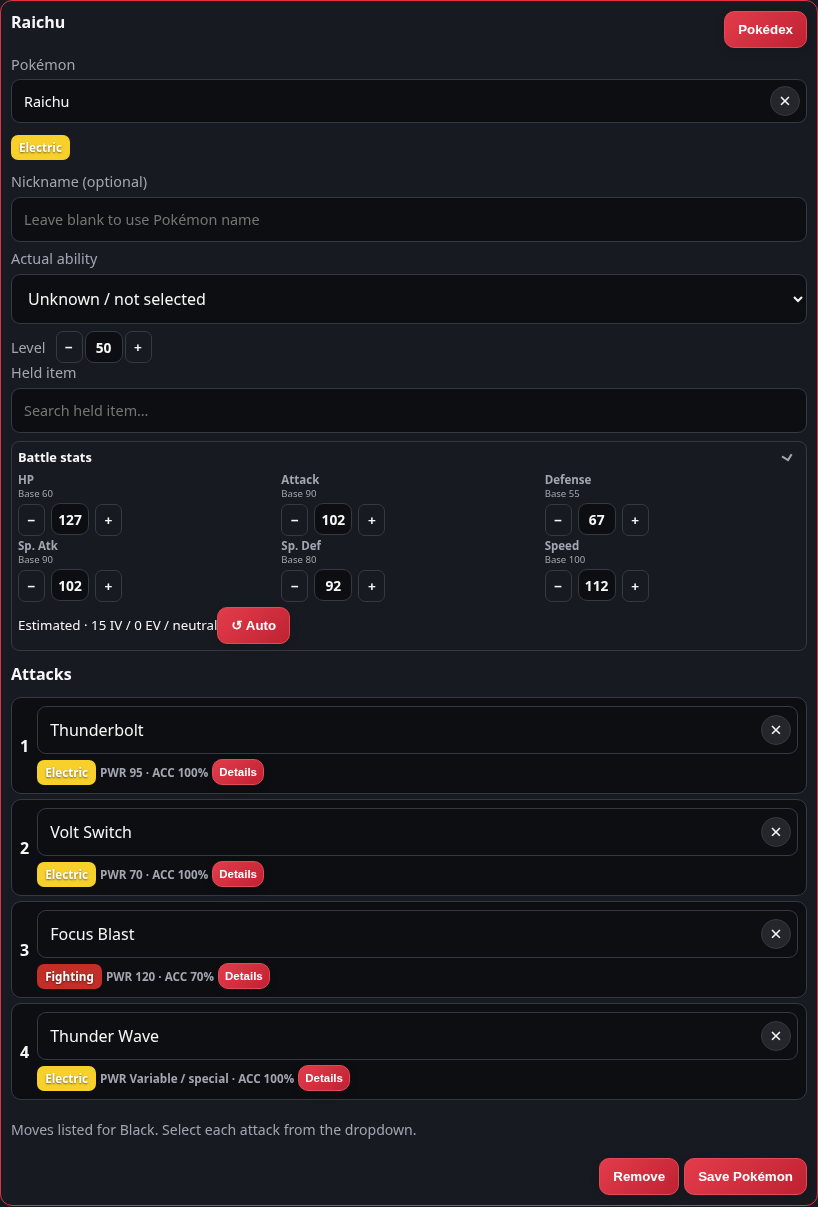 Raichu
Pokédex
Pokémon
Raichu ✕
Electric
Nickname (optional)
Leave blank to use Pokémon name
Actual ability
Unknown / not selected
Level − 50 +
Held item
Search held item...
Battle stats
HP Attack Defense
Base 60 Base 90 Base 55
− 127 + − 102 + − 67 +
Sp. Atk Sp. Def Speed
Base 90 Base 80 Base 100
− 102 + − 92 + − 112 +
Estimated · 15 IV / 0 EV / neutral ↺ Auto
Attacks
1 Thunderbolt ✕
Electric PWR 95 · ACC 100% Details
2 Volt Switch ✕
Electric PWR 70 · ACC 100% Details
3 Focus Blast ✕
Fighting PWR 120 · ACC 70% Details
4 Thunder Wave ✕
Electric PWR Variable / special · ACC 100% Details
Moves listed for Black. Select each attack from the dropdown.
Remove Save Pokémon